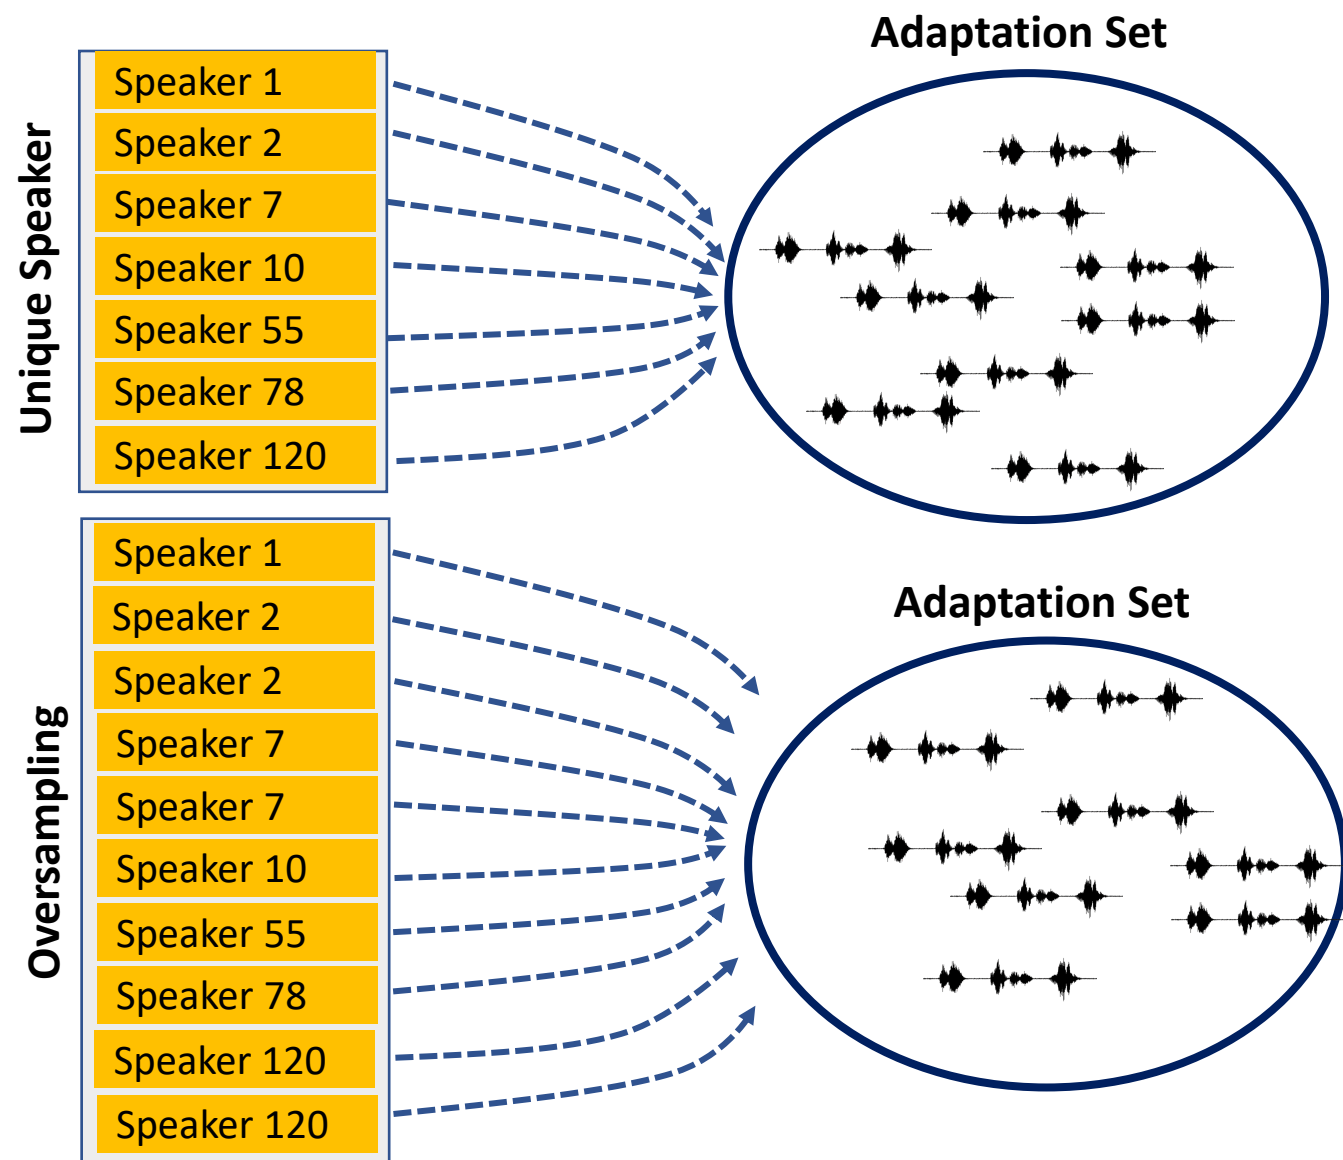 Adaptation Set
Unique Speaker
Speaker 1
Speaker 2
Speaker 7
Speaker 10
Speaker 55
Speaker 78
Speaker 120
Adaptation Set
Oversampling
Speaker 1
Speaker 2
Speaker 2
Speaker 7
Speaker 7
Speaker 10
Speaker 55
Speaker 78
Speaker 120
Speaker 120